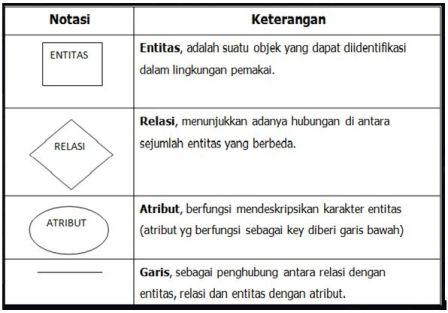 Notasi Keterangan
ENTITAS
Entitas, adalah suatu objek yang dapat diidentifikasi
dalam lingkungan pemakai.
RELASI
Relasi, menunjukkan adanya hubungan di antara
sejumlah entitas yang berbeda.
ATRIBUT
Atribut, berfungsi mendeskripsikan karakter entitas
(atribut yg berfungsi sebagai key diberi garis bawah)
Garis, sebagai penghubung antara relasi dengan
entitas, relasi dan entitas dengan atribut.